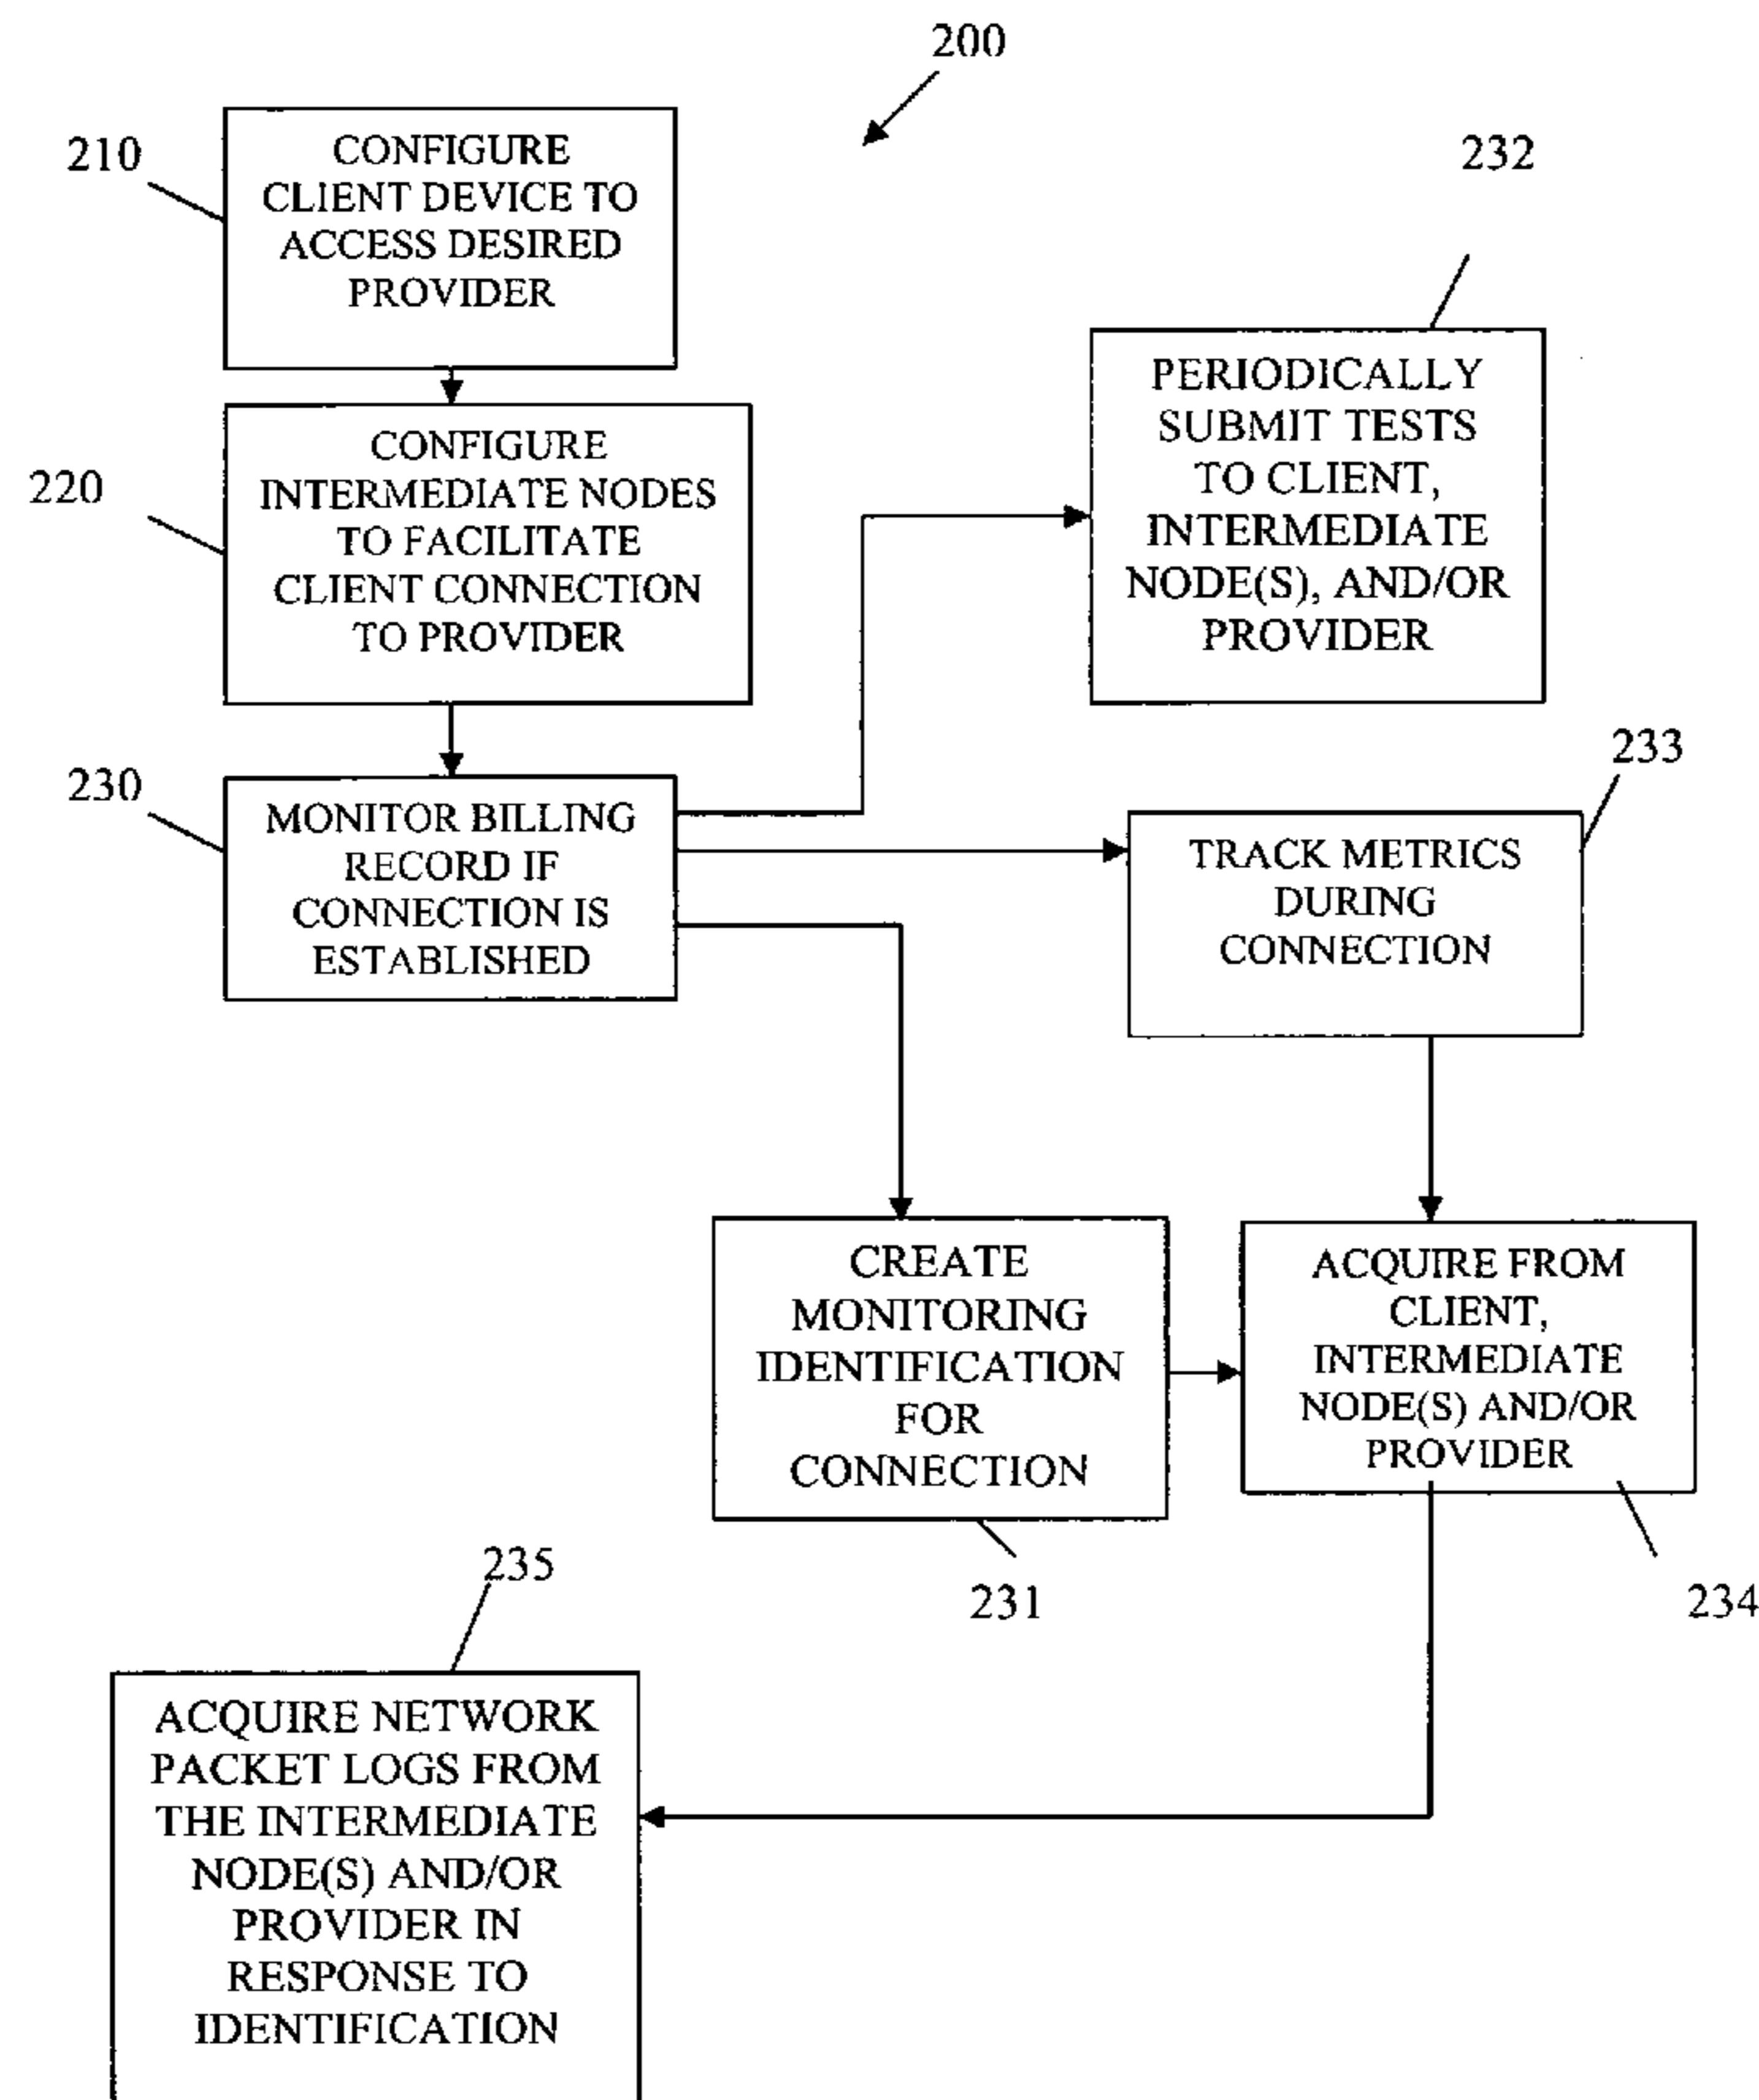 200
210
CONFIGURE
CLIENT DEVICE TO
ACCESS DESIRED
PROVIDER
232
PERIODICALLY
SUBMIT TESTS
TO CLIENT,
INTERMEDIATE
NODE(S), AND/OR
PROVIDER
220
CONFIGURE
INTERMEDIATE NODES
TO FACILITATE
CLIENT CONNECTION
TO PROVIDER
230
MONITOR BILLING
RECORD IF
CONNECTION IS
ESTABLISHED
233
TRACK METRICS
DURING
CONNECTION
CREATE
MONITORING
IDENTIFICATION
FOR
CONNECTION
231
ACQUIRE FROM
CLIENT,
INTERMEDIATE
NODE(S) AND/OR
PROVIDER
234
235
ACQUIRE NETWORK
PACKET LOGS FROM
THE INTERMEDIATE
NODE(S) AND/OR
PROVIDER IN
RESPONSE TO
IDENTIFICATION